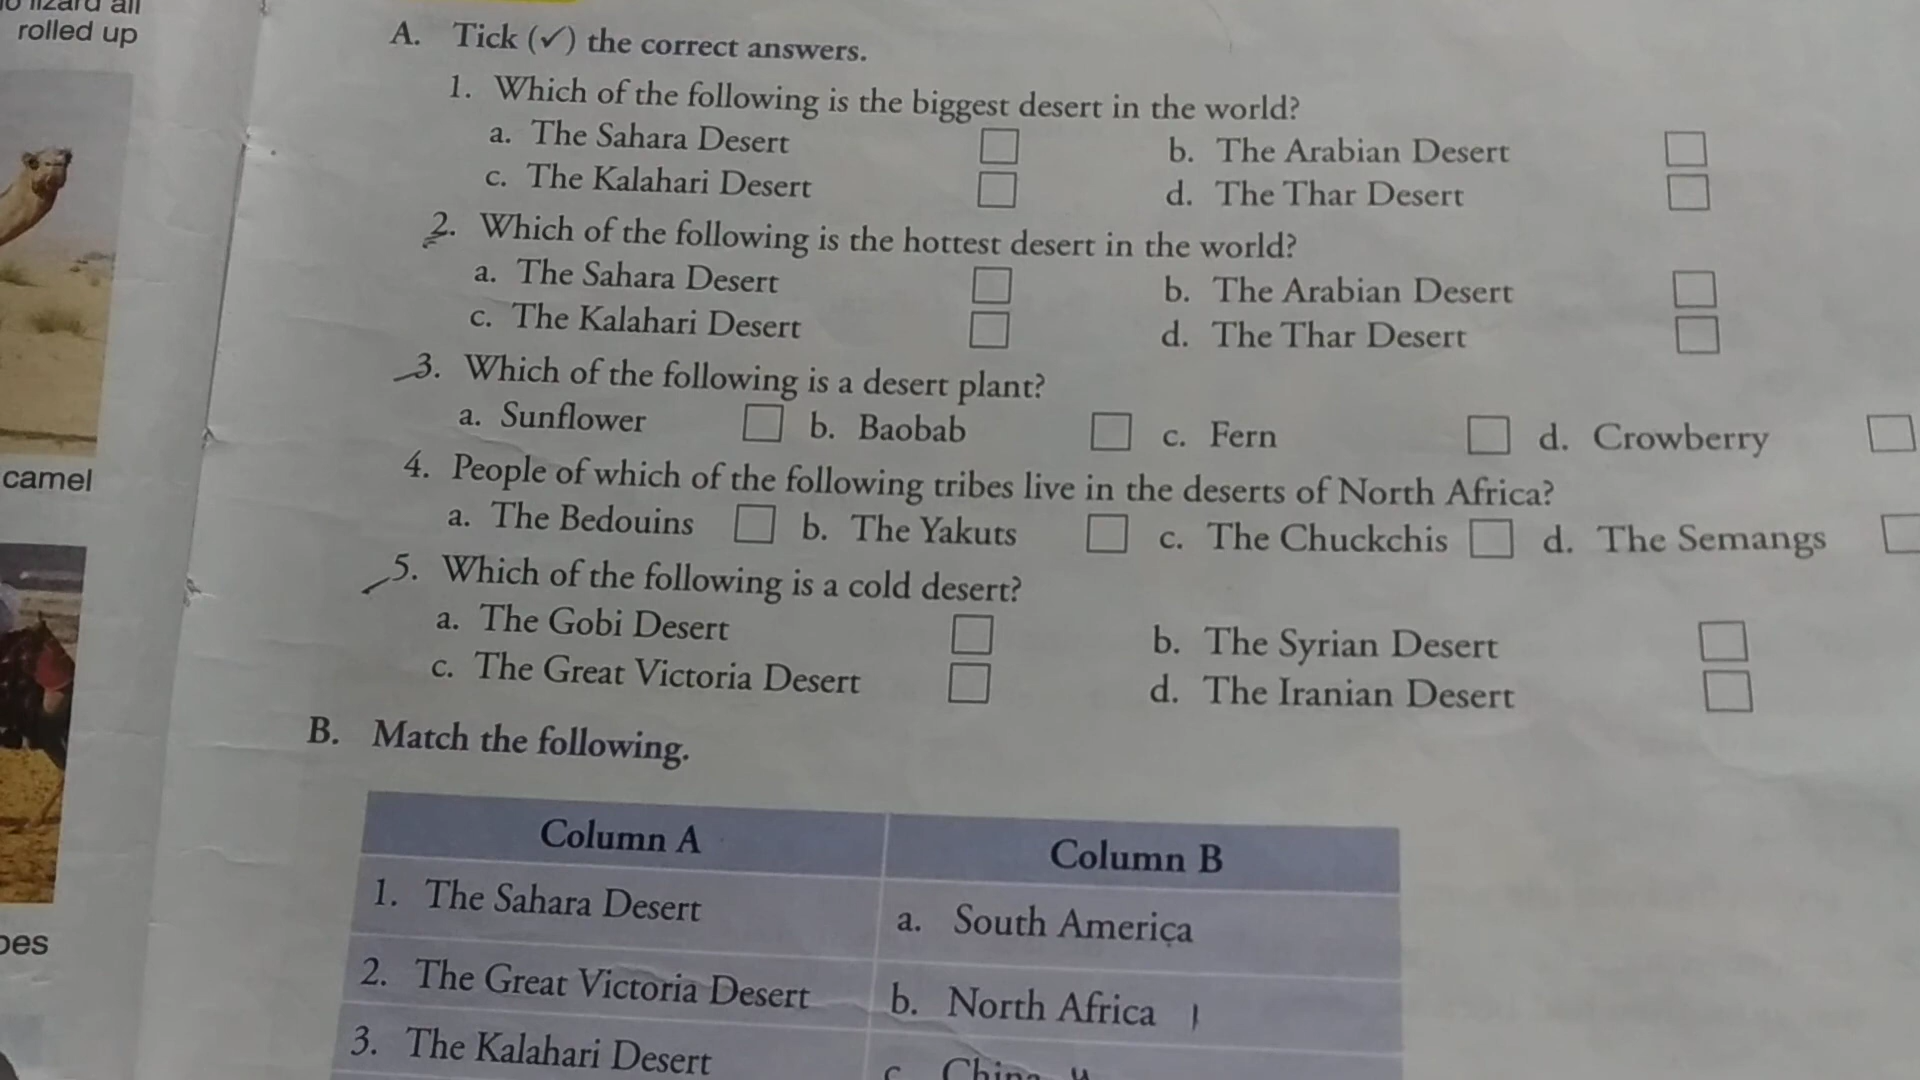 rolled up
camel
A. Tick (✓) the correct answers.
1. Which of the following is the biggest desert in the world?
a. The Sahara Desert b. The Arabian Desert
c. The Kalahari Desert d. The Thar Desert
2. Which of the following is the hottest desert in the world?
a. The Sahara Desert b. The Arabian Desert
c. The Kalahari Desert d. The Thar Desert
3. Which of the following is a desert plant?
a. Sunflower b. Baobab c. Fern d. Crowberry
4. People of which of the following tribes live in the deserts of North Africa?
a. The Bedouins b. The Yakuts c. The Chuckchis d. The Semangs
5. Which of the following is a cold desert?
a. The Gobi Desert b. The Syrian Desert
c. The Great Victoria Desert d. The Iranian Desert
B. Match the following.
Column A Column B
1. The Sahara Desert a. South America
2. The Great Victoria Desert b. North Africa 1
3. The Kalahari Desert